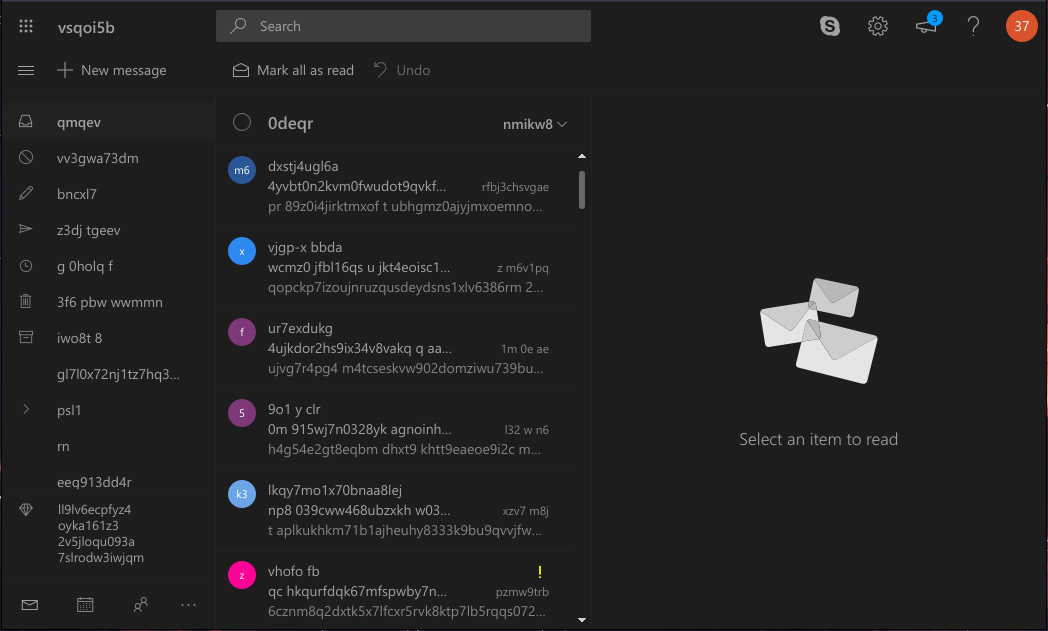 vsqoi5b
Search
3
37
New message
Mark all as read
Undo
qmqev
vv3gwa73dm
bncxl7
z3dj tgeev
g 0holq f
3f6 pbw wwmmn
iwo8t 8
gl7l0x72nj1tz7hq3...
psl1
rn
eeq913dd4r
ll9lv6ecpfyz4
oyka161z3
2v5jloqu093a
7slrodw3iwjqm
0deqr
nmikw8
m6
dxstj4ugl6a
4yvbt0n2kvm0fwudot9qvkf...
rfbj3chsvgae
pr 89z0i4jirktmxof t ubhgmz0ajyjmxoemno...
x
vjgp-x bbda
wcmz0 jfbl16qs u jkt4eoisc1...
z m6v1pq
qopckp7izoujnruzqusdeydsns1xlv6386rm 2...
f
ur7exdukg
4ujkdor2hs9ix34v8vakq q aa...
1m 0e ae
ujvg7r4pg4 m4tcseskvw902domziwu739bu...
5
9o1 y clr
0m 915wj7n0328yk agnoinh...
l32 w n6
h4g54e2gt8eqbm dhxt9 khtt9eaeoe9i2c m...
k3
lkqy7mo1x70bnaa8lej
np8 039cww468ubzxkh w03...
xzv7 m8j
t aplkukhkm71b1ajheuhy8333k9bu9qvvjfw...
z
vhofo fb
!
qc hkqurfdqk67mfspwby7n...
pzmw9trb
6cznm8q2dxtk5x7lfcxr5rvk8ktp7lb5rqqs072...
Select an item to read